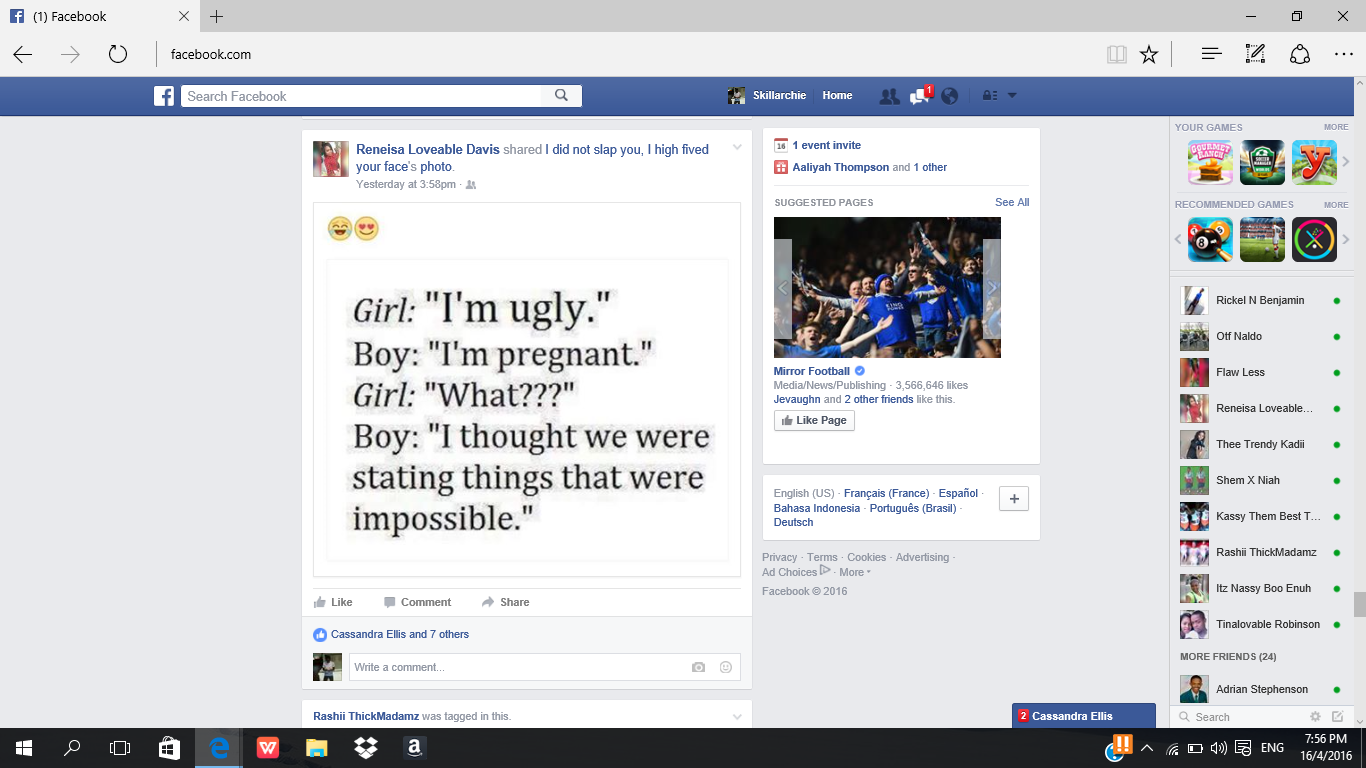 (1) Facebook
facebook.com
Search Facebook
Skillarchie
Home
1
Reneisa Loveable Davis shared I did not slap you, I high fived
your face's photo.
Yesterday at 3:58pm ·
Girl: "I'm ugly."
Boy: "I'm pregnant."
Girl: "What???"
Boy: "I thought we were
stating things that were
impossible."
Like Comment Share
Cassandra Ellis and 7 others
Write a comment...
Rashii ThickMadamz was tagged in this.
16
1 event invite
Aaliyah Thompson and 1 other
SUGGESTED PAGES See All
KING
POWER
Mirror Football
Media/News/Publishing · 3,566,646 likes
Jevaughn and 2 other friends like this.
Like Page
English (US) · Français (France) · Español ·
Bahasa Indonesia · Português (Brasil) ·
Deutsch
Privacy · Terms · Cookies · Advertising ·
Ad Choices · More
Facebook © 2016
YOUR GAMES MORE
GOURMET
RANCH
SOCCER
MANAGER
Y
RECOMMENDED GAMES MORE
8
Rickel N Benjamin
Otf Naldo
Flaw Less
Reneisa Loveable...
Thee Trendy Kadii
Shem X Niah
Kassy Them Best T...
Rashii ThickMadamz
Itz Nassy Boo Enuh
Tinalovable Robinson
MORE FRIENDS (24)
Adrian Stephenson
2 Cassandra Ellis
Search
ENG
7:56 PM
16/4/2016